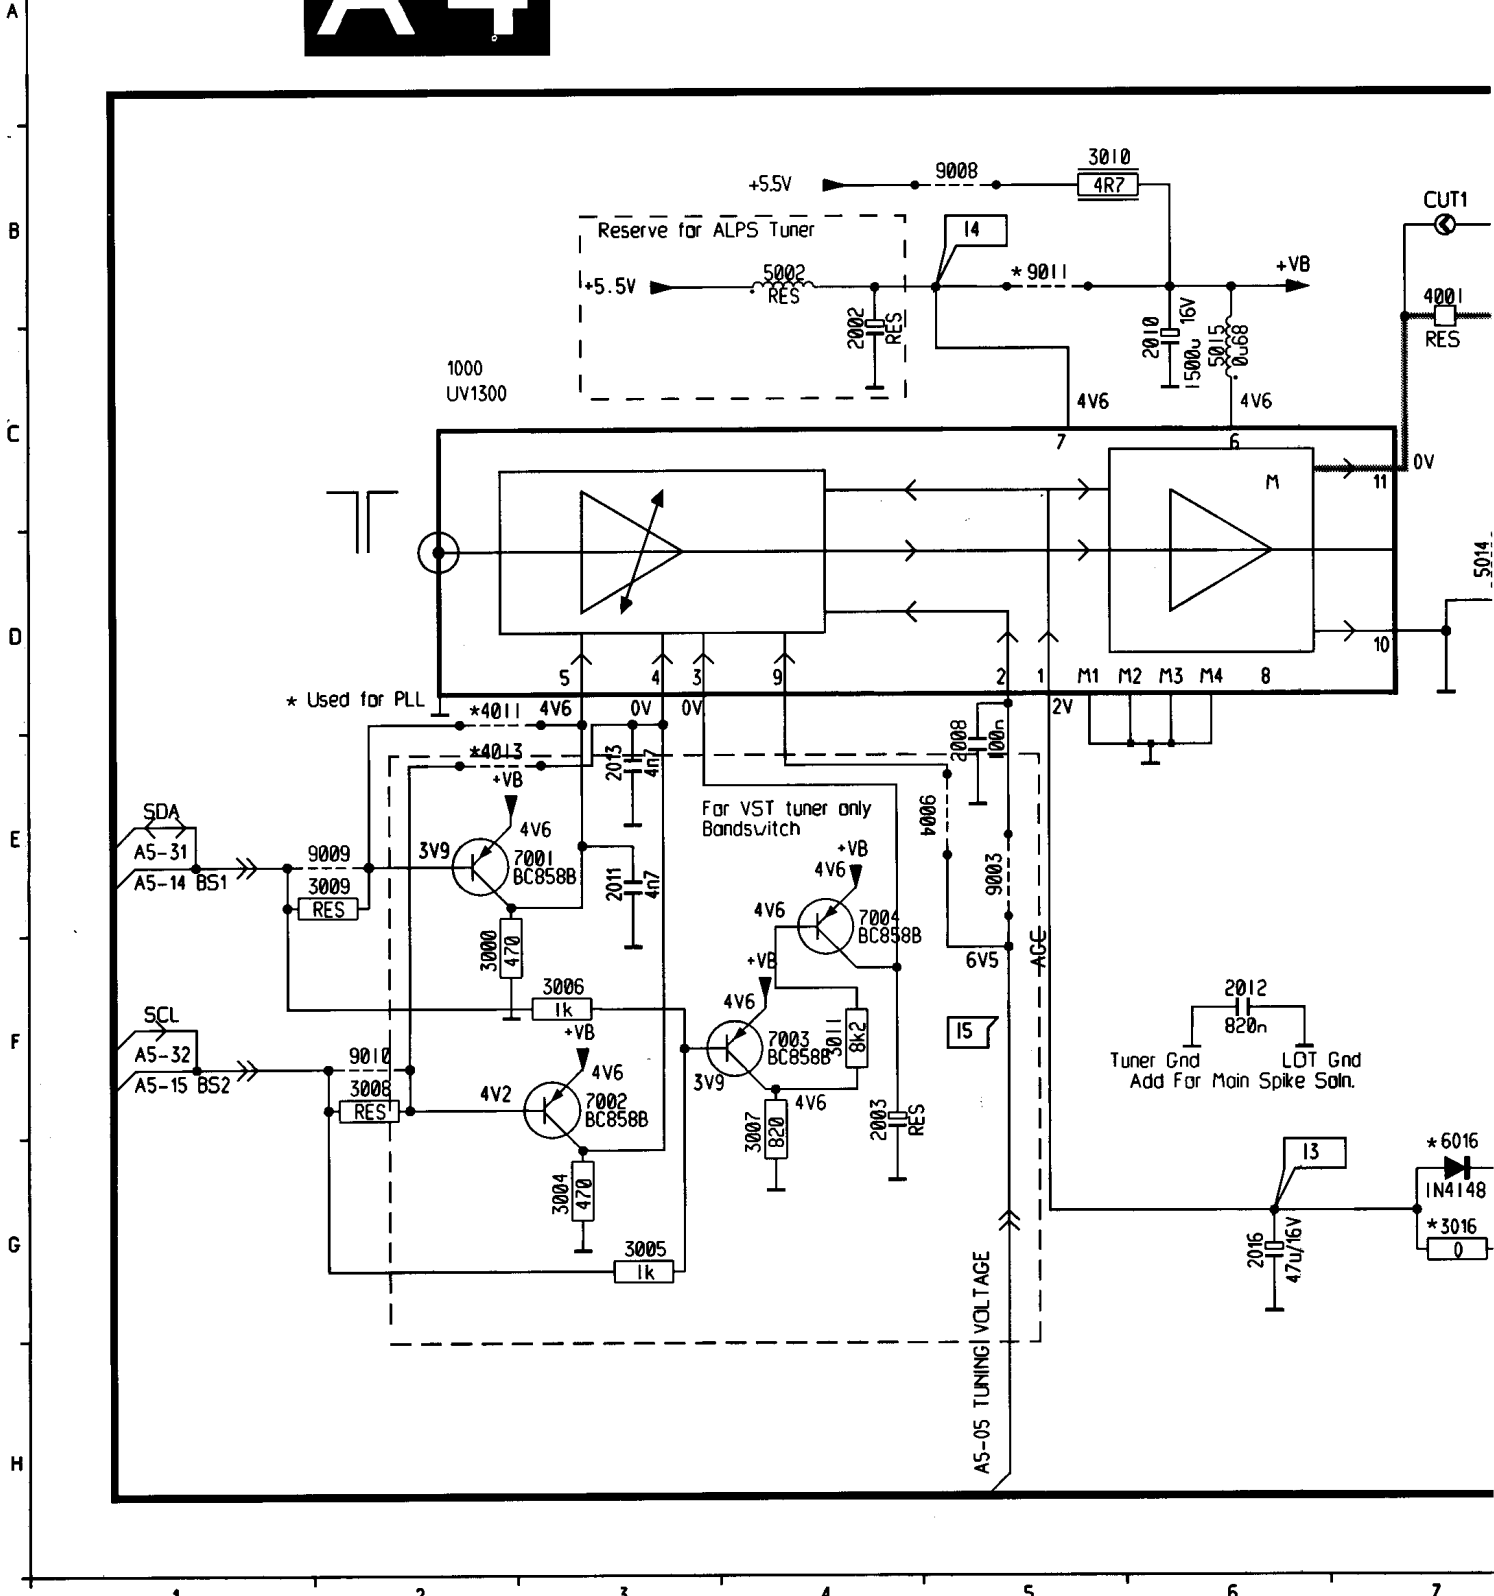 A4
A
B
C
D
E
F
G
H
+5.5V
9008
3010
4R7
CUT1
Reserve for ALPS Tuner
I4
5002
+5.5V
RES
* 9011
+VB
4001
RES
2002
RES
2010
16V
1500u
5015
0u68
1000
UV1300
4V6
4V6
7
6
M
11
0V
5014
10
5
4
3
9
2
1
M1
M2
M3
M4
8
* Used for PLL
*4011
4V6
0V
0V
2V
*4013
2013
4n7
2008
100n
+VB
For VST tuner only
Bandswitch
9004
SDA
A5-31
A5-14 BS1
9009
3009
RES
3V9
4V6
7001
BC858B
2011
4n7
+VB
4V6
9003
4V6
7004
BC858B
3000
470
6V5
AGC
+VB
3006
1k
4V6
2012
820n
SCL
A5-32
A5-15 BS2
+VB
7003
BC858B
3011
8k2
I5
Tuner Gnd
LOT Gnd
Add For Main Spike Soln.
9010
3008
RES
4V2
4V6
7002
BC858B
3V9
4V6
3007
820
2003
RES
I3
*6016
1N4148
3004
470
*3016
0
2016
47u/16V
3005
1k
A5-05 TUNING VOLTAGE
1
2
3
4
5
6
7